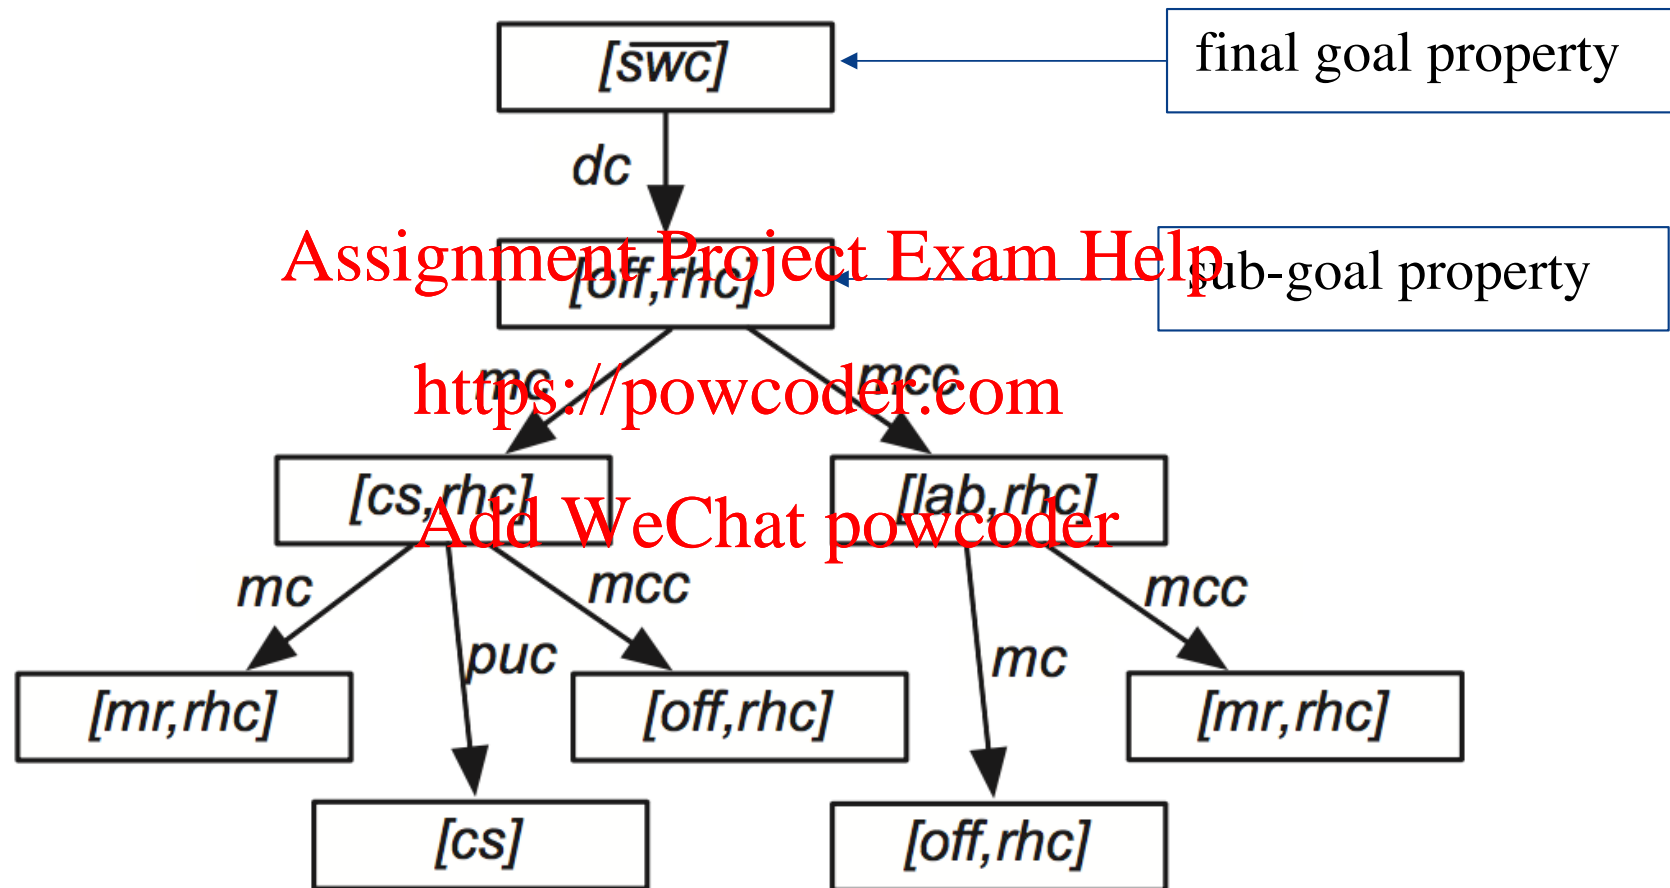 [s̅w̅c̅]
final goal property
dc
[off,rhc]
sub-goal property
Assignment Project Exam Help
mc
mcc
https://powcoder.com
[cs,rhc]
[lab,rhc]
Add WeChat powcoder
mc
puc
mcc
mc
mcc
[mr,rhc]
[off,rhc]
[mr,rhc]
[cs]
[off,rhc]